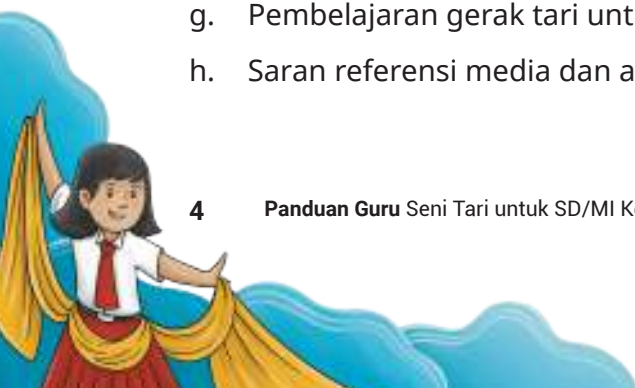 g. Pembelajaran gerak tari unt
h. Saran referensi media dan a
4 Panduan Guru Seni Tari untuk SD/MI K